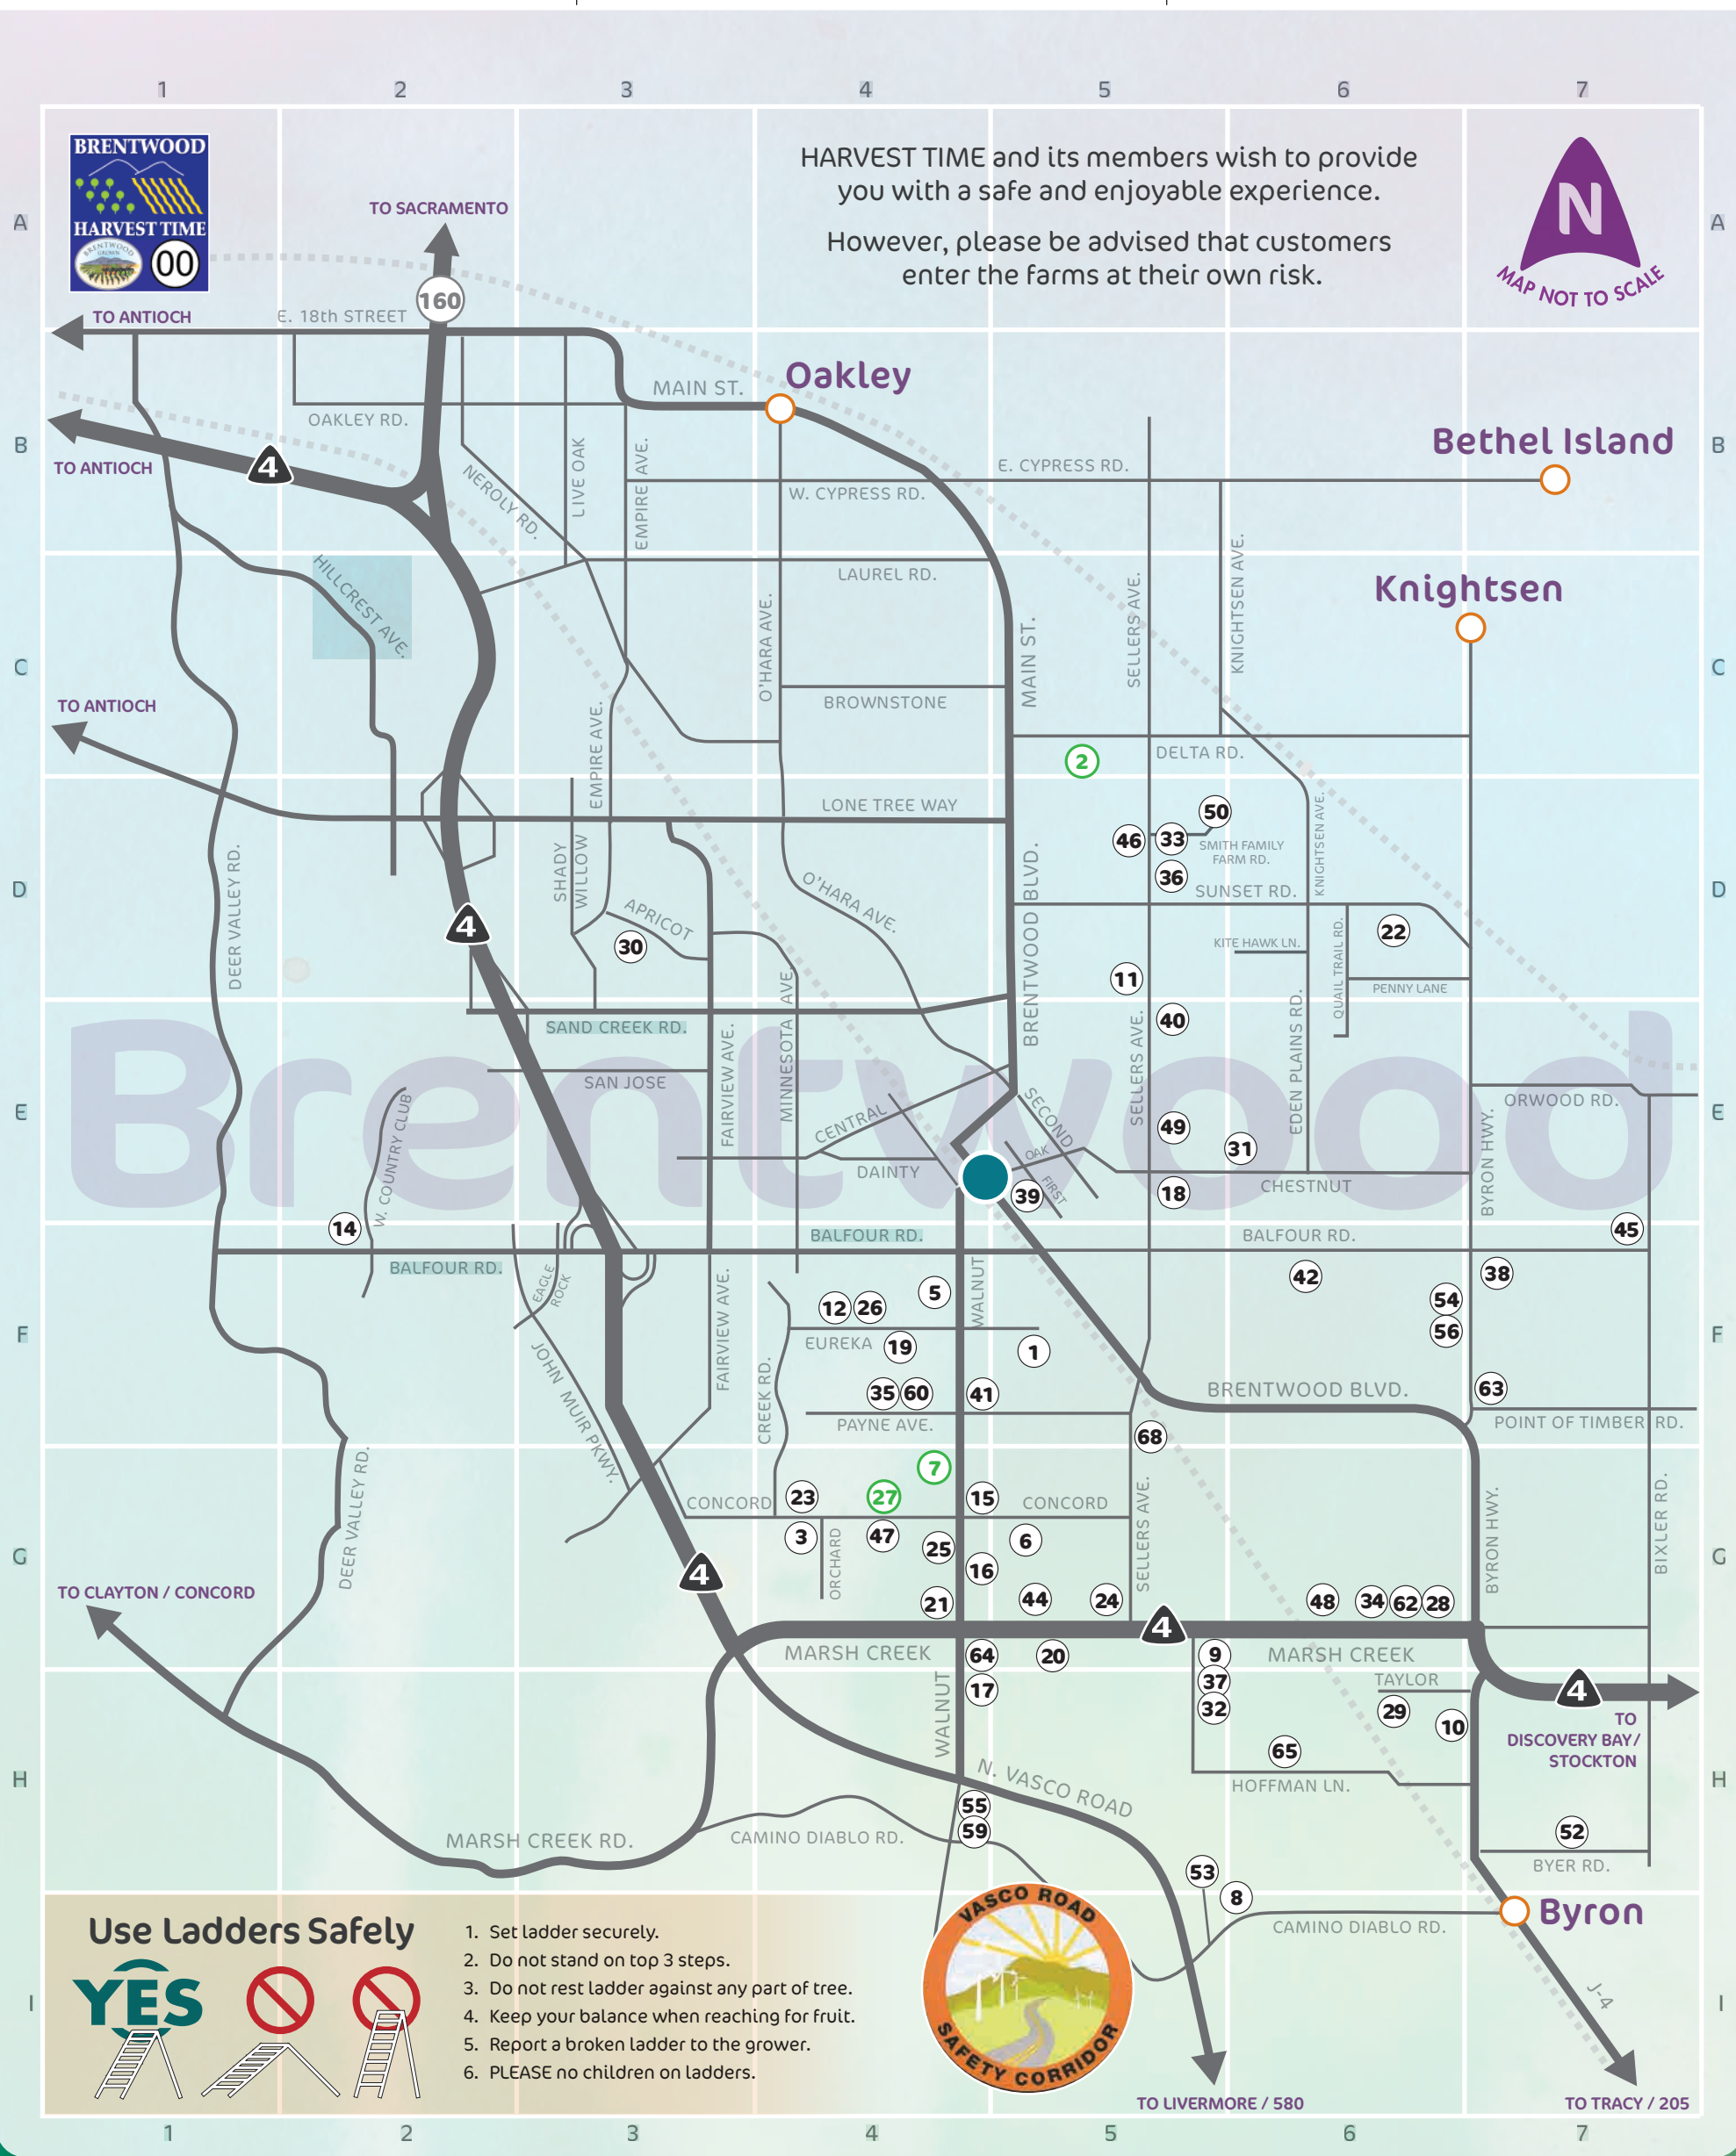 1 2 3 4 5 6 7
A
A
BRENTWOOD
HARVEST TIME
BRENTWOOD
GROWN
00
HARVEST TIME and its members wish to provide
you with a safe and enjoyable experience.
However, please be advised that customers
enter the farms at their own risk.
N
MAP NOT TO SCALE
TO SACRAMENTO
160
TO ANTIOCH
E. 18th STREET
Oakley
MAIN ST.
OAKLEY RD.
B
B
TO ANTIOCH
4
NEROLY RD.
LIVE OAK
EMPIRE AVE.
E. CYPRESS RD.
W. CYPRESS RD.
Bethel Island
HILLCREST AVE.
LAUREL RD.
KNIGHTSEN AVE.
Knightsen
C
C
O'HARA AVE.
MAIN ST.
SELLERS AVE.
BROWNSTONE
TO ANTIOCH
EMPIRE AVE.
DELTA RD.
2
LONE TREE WAY
50
46
33
SMITH FAMILY
FARM RD.
36
KNIGHTSEN AVE.
SUNSET RD.
D
D
DEER VALLEY RD.
SHADY
WILLOW
O'HARA AVE.
BRENTWOOD BLVD.
4
APRICOT
30
22
KITE HAWK LN.
QUAIL TRAIL RD.
11
PENNY LANE
40
SAND CREEK RD.
MINNESOTA AVE.
FAIRVIEW AVE.
SELLERS AVE.
EDEN PLAINS RD.
Brentwood
SAN JOSE
ORWOOD RD.
E
E
W. COUNTRY CLUB
CENTRAL
SECOND
49
31
BYRON HWY.
OAK
DAINTY
FIRST
39
18
CHESTNUT
14
45
BALFOUR RD.
BALFOUR RD.
BALFOUR RD.
EAGLE
ROCK
WALNUT
42
38
5
12
26
54
56
F
F
JOHN MUIR PKWY.
FAIRVIEW AVE.
CREEK RD.
EUREKA
19
1
35
60
41
BRENTWOOD BLVD.
63
PAYNE AVE.
POINT OF TIMBER RD.
68
7
DEER VALLEY RD.
CONCORD
23
27
15
CONCORD
SELLERS AVE.
BYRON HWY.
BIXLER RD.
3
ORCHARD
47
25
6
16
G
G
TO CLAYTON / CONCORD
4
21
44
24
48
34
62
28
4
MARSH CREEK
64
20
9
MARSH CREEK
17
37
32
WALNUT
TAYLOR
29
10
4
TO
DISCOVERY BAY/
STOCKTON
65
H
H
N. VASCO ROAD
HOFFMAN LN.
55
59
52
MARSH CREEK RD.
CAMINO DIABLO RD.
BYER RD.
53
8
CAMINO DIABLO RD.
Byron
J-4
I
I
Use Ladders Safely
YES
1. Set ladder securely.
2. Do not stand on top 3 steps.
3. Do not rest ladder against any part of tree.
4. Keep your balance when reaching for fruit.
5. Report a broken ladder to the grower.
6. PLEASE no children on ladders.
VASCO ROAD
SAFETY CORRIDOR
TO LIVERMORE / 580
TO TRACY / 205
1 2 3 4 5 6 7